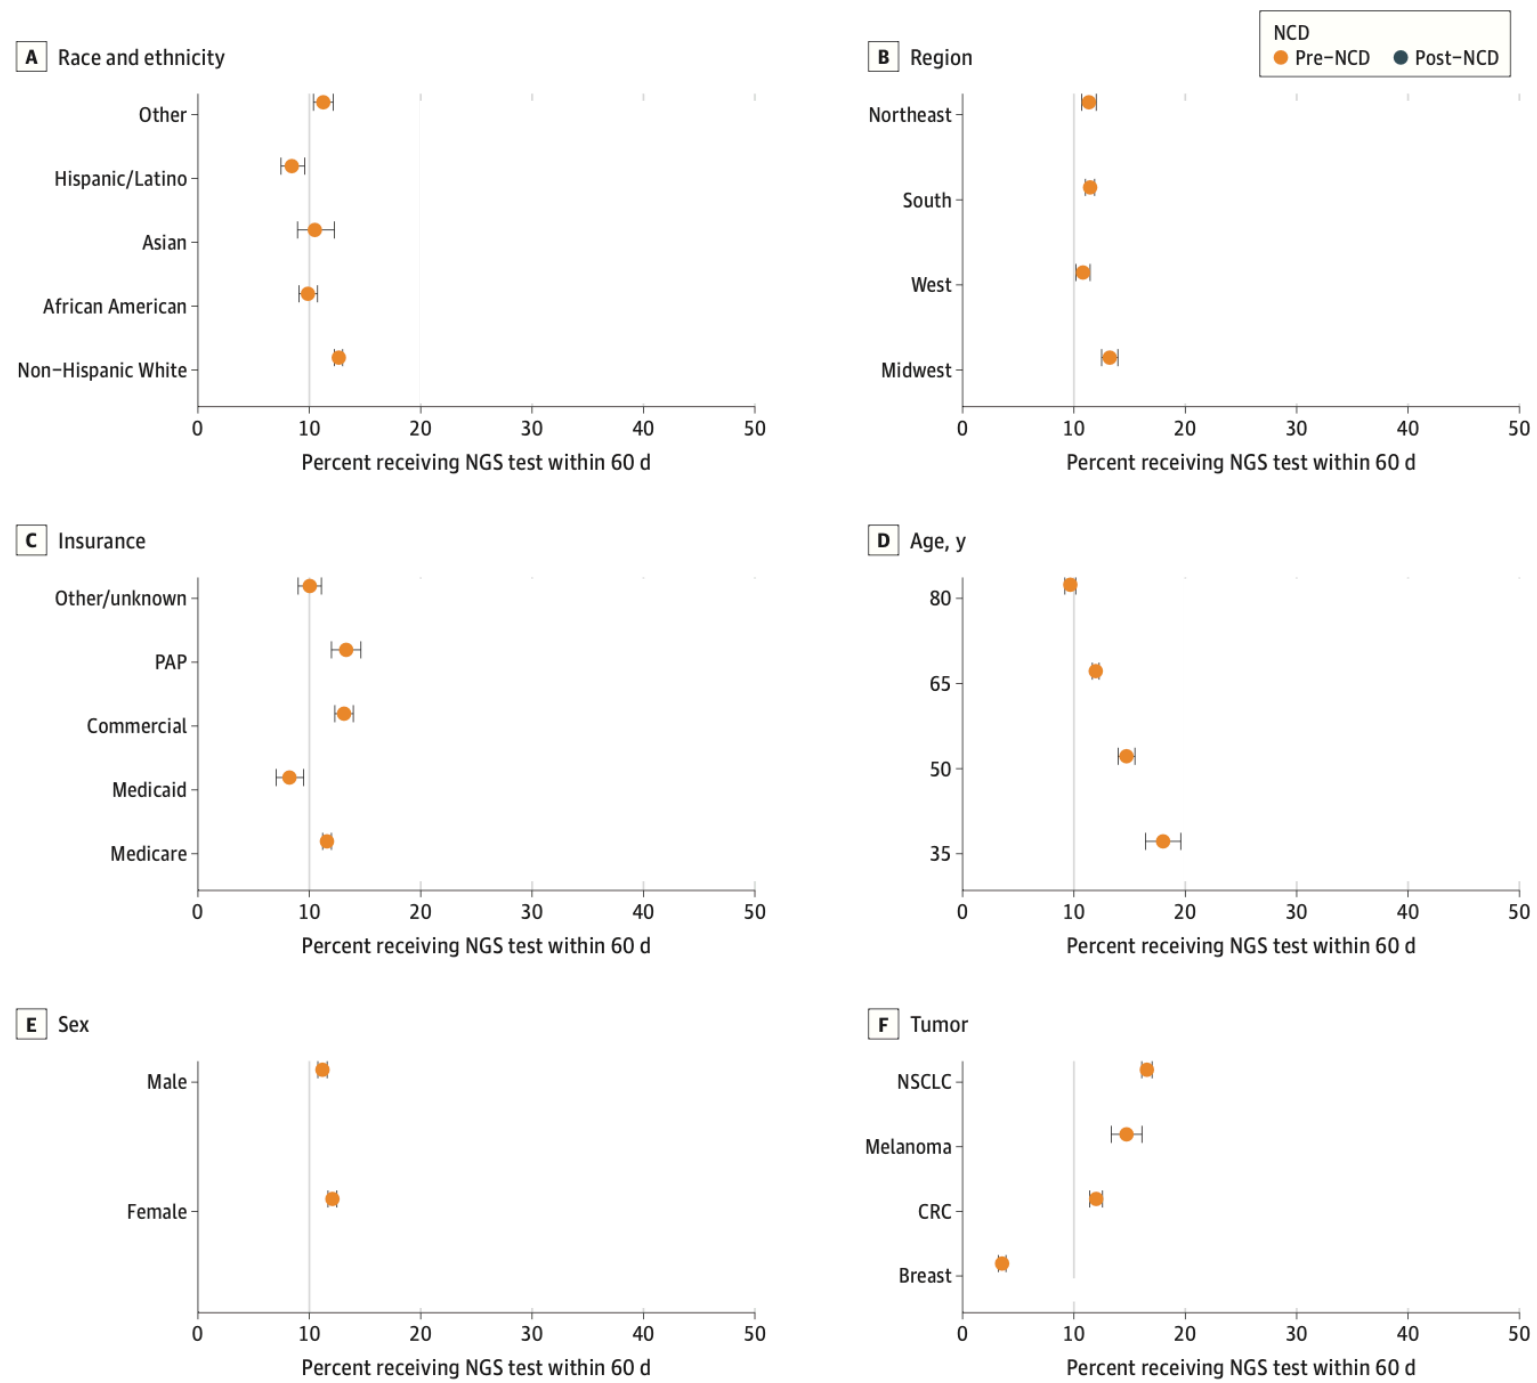 NCD
Pre-NCD Post-NCD
A Race and ethnicity
Other
Hispanic/Latino
Asian
African American
Non-Hispanic White
0 10 20 30 40 50
Percent receiving NGS test within 60 d
B Region
Northeast
South
West
Midwest
0 10 20 30 40 50
Percent receiving NGS test within 60 d
C Insurance
Other/unknown
PAP
Commercial
Medicaid
Medicare
0 10 20 30 40 50
Percent receiving NGS test within 60 d
D Age, y
80
65
50
35
0 10 20 30 40 50
Percent receiving NGS test within 60 d
E Sex
Male
Female
0 10 20 30 40 50
Percent receiving NGS test within 60 d
F Tumor
NSCLC
Melanoma
CRC
Breast
0 10 20 30 40 50
Percent receiving NGS test within 60 d